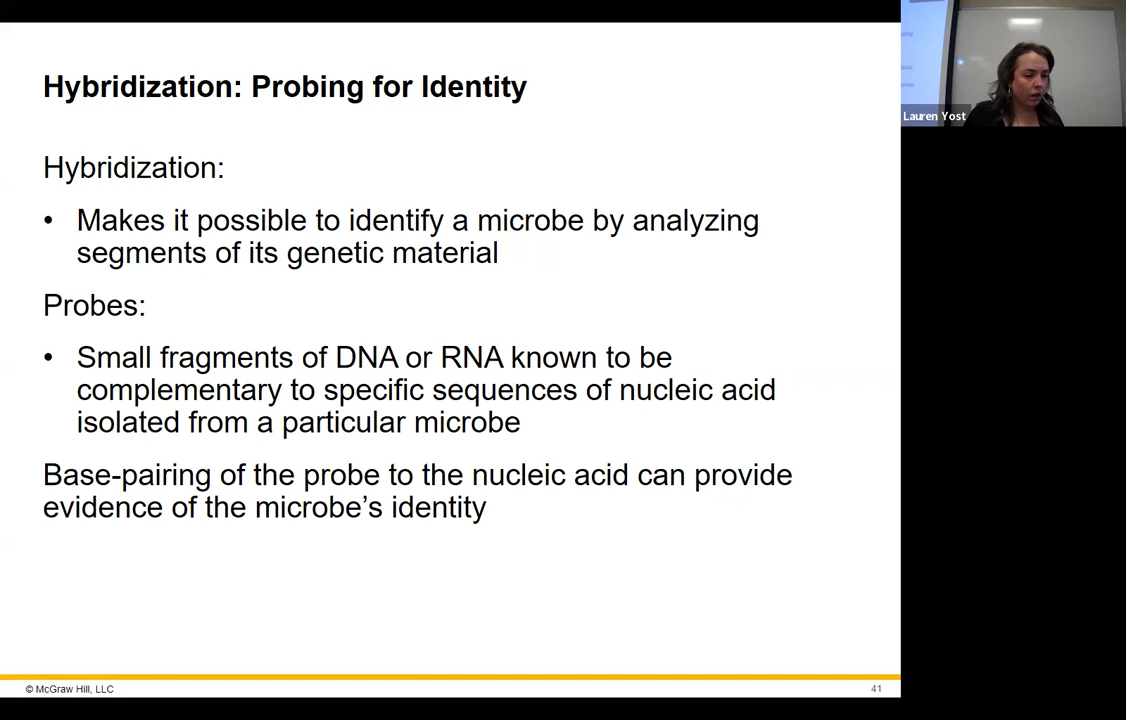 Hybridization: Probing for Identity
Hybridization:
• Makes it possible to identify a microbe by analyzing
segments of its genetic material
Probes:
• Small fragments of DNA or RNA known to be
complementary to specific sequences of nucleic acid
isolated from a particular microbe
Base-pairing of the probe to the nucleic acid can provide
evidence of the microbe’s identity
© McGraw Hill, LLC
41
Lauren Yost